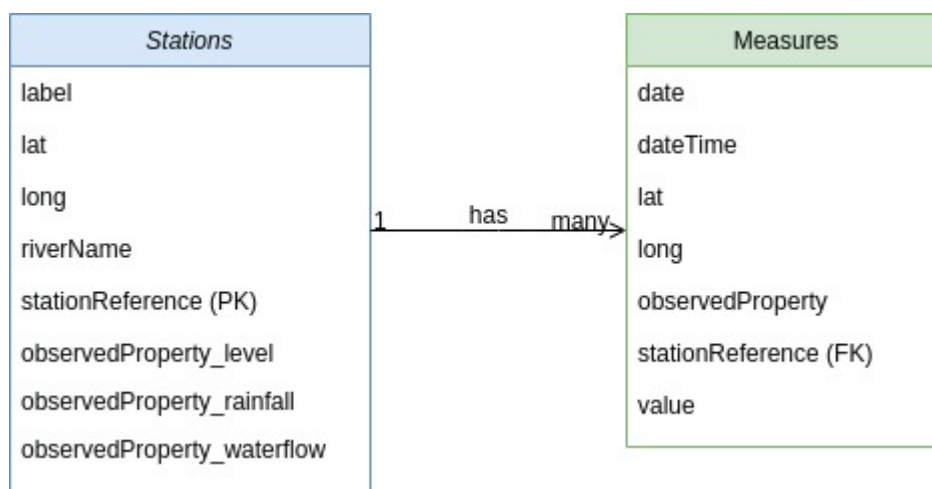 Stations
label
lat
long
riverName
stationReference (PK)
observedProperty_level
observedProperty_rainfall
observedProperty_waterflow
1 has many
Measures
date
dateTime
lat
long
observedProperty
stationReference (FK)
value